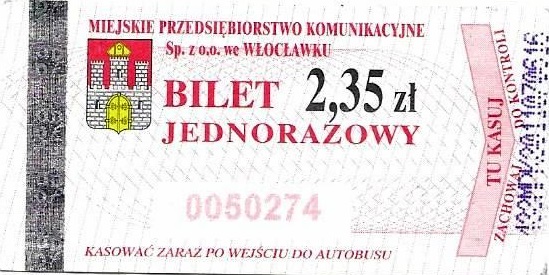 MIEJSKIE PRZEDSIĘBIORSTWO KOMUNIKACYJNE
Sp. z o.o. we WŁOCŁAWKU
BILET 2,35 zł
JEDNORAZOWY
0050274
KASOWAĆ ZARAZ PO WEJŚCIU DO AUTOBUSU
TU KASUJ
ZACHOWAJ DO KONTROLI